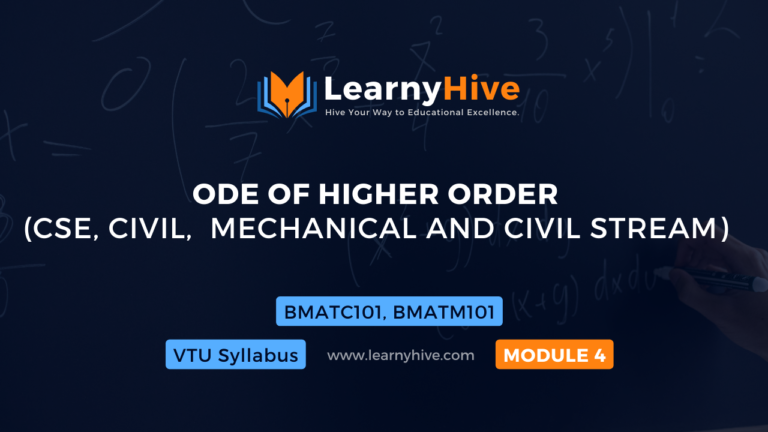 LearnyHive
Hive Your Way to Educational Excellence.
ODE OF HIGHER ORDER
(CSE, CIVIL,  MECHANICAL AND CIVIL STREAM)
BMATC101, BMATM101
VTU Syllabus
www.learnyhive.com
MODULE 4